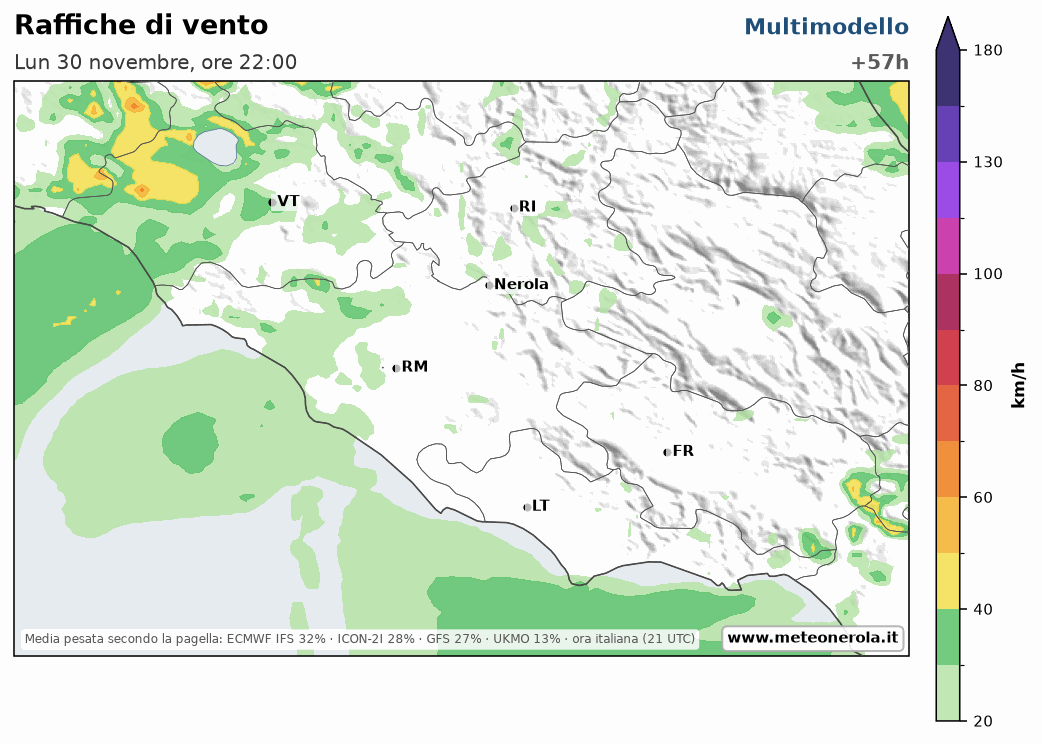 Raffiche di vento
Multimodello
Lun 30 novembre, ore 22:00
+57h
VT
RI
Nerola
RM
FR
LT
Media pesata secondo la pagella: ECMWF IFS 32% · ICON-2I 28% · GFS 27% · UKMO 13% · ora italiana (21 UTC)
www.meteonerola.it
180
130
100
80
60
40
20
km/h